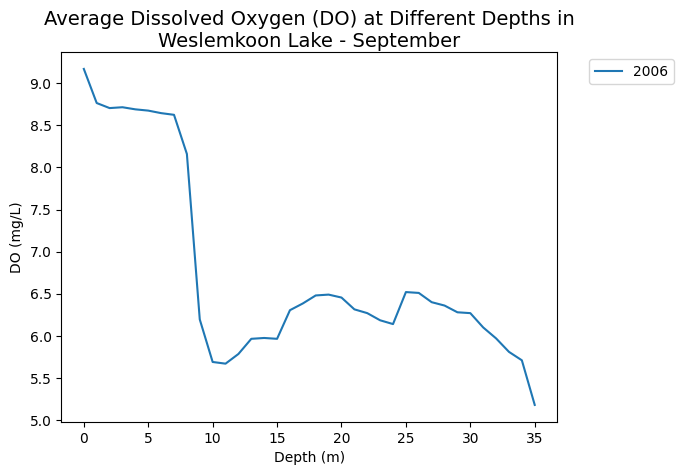 Average Dissolved Oxygen (DO) at Different Depths in
Weslemkoon Lake - September
2006
9.0
8.5
8.0
7.5
7.0
6.5
6.0
5.5
5.0
DO (mg/L)
0 5 10 15 20 25 30 35
Depth (m)